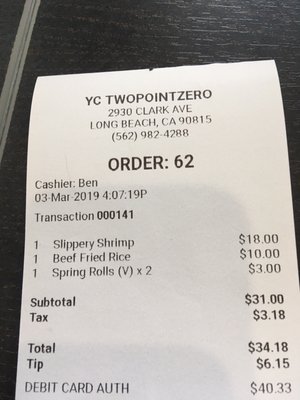 YC TWOPOINTZERO
2930 CLARK AVE
LONG BEACH, CA 90815
(562) 982-4288
ORDER: 62
Cashier: Ben
03-Mar-2019 4:07:19P
Transaction 000141
1 Slippery Shrimp $18.00
1 Beef Fried Rice $10.00
1 Spring Rolls (V) x 2 $3.00
Subtotal $31.00
Tax $3.18
Total $34.18
Tip $6.15
DEBIT CARD AUTH $40.33